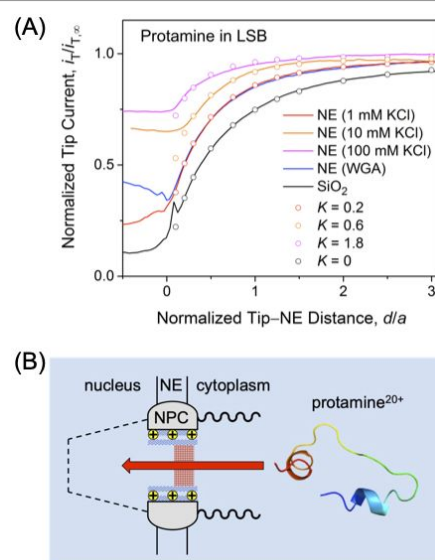 (A)
Protamine in LSB
Normalized Tip Current, iT/iT,∞
1.0
0.5
0.0
NE (1 mM KCl)
NE (10 mM KCl)
NE (100 mM KCl)
NE (WGA)
SiO2
K = 0.2
K = 0.6
K = 1.8
K = 0
0 1 2 3
Normalized Tip–NE Distance, d/a
(B)
nucleus NE cytoplasm
NPC
protamine20+
+ + +
+ + +